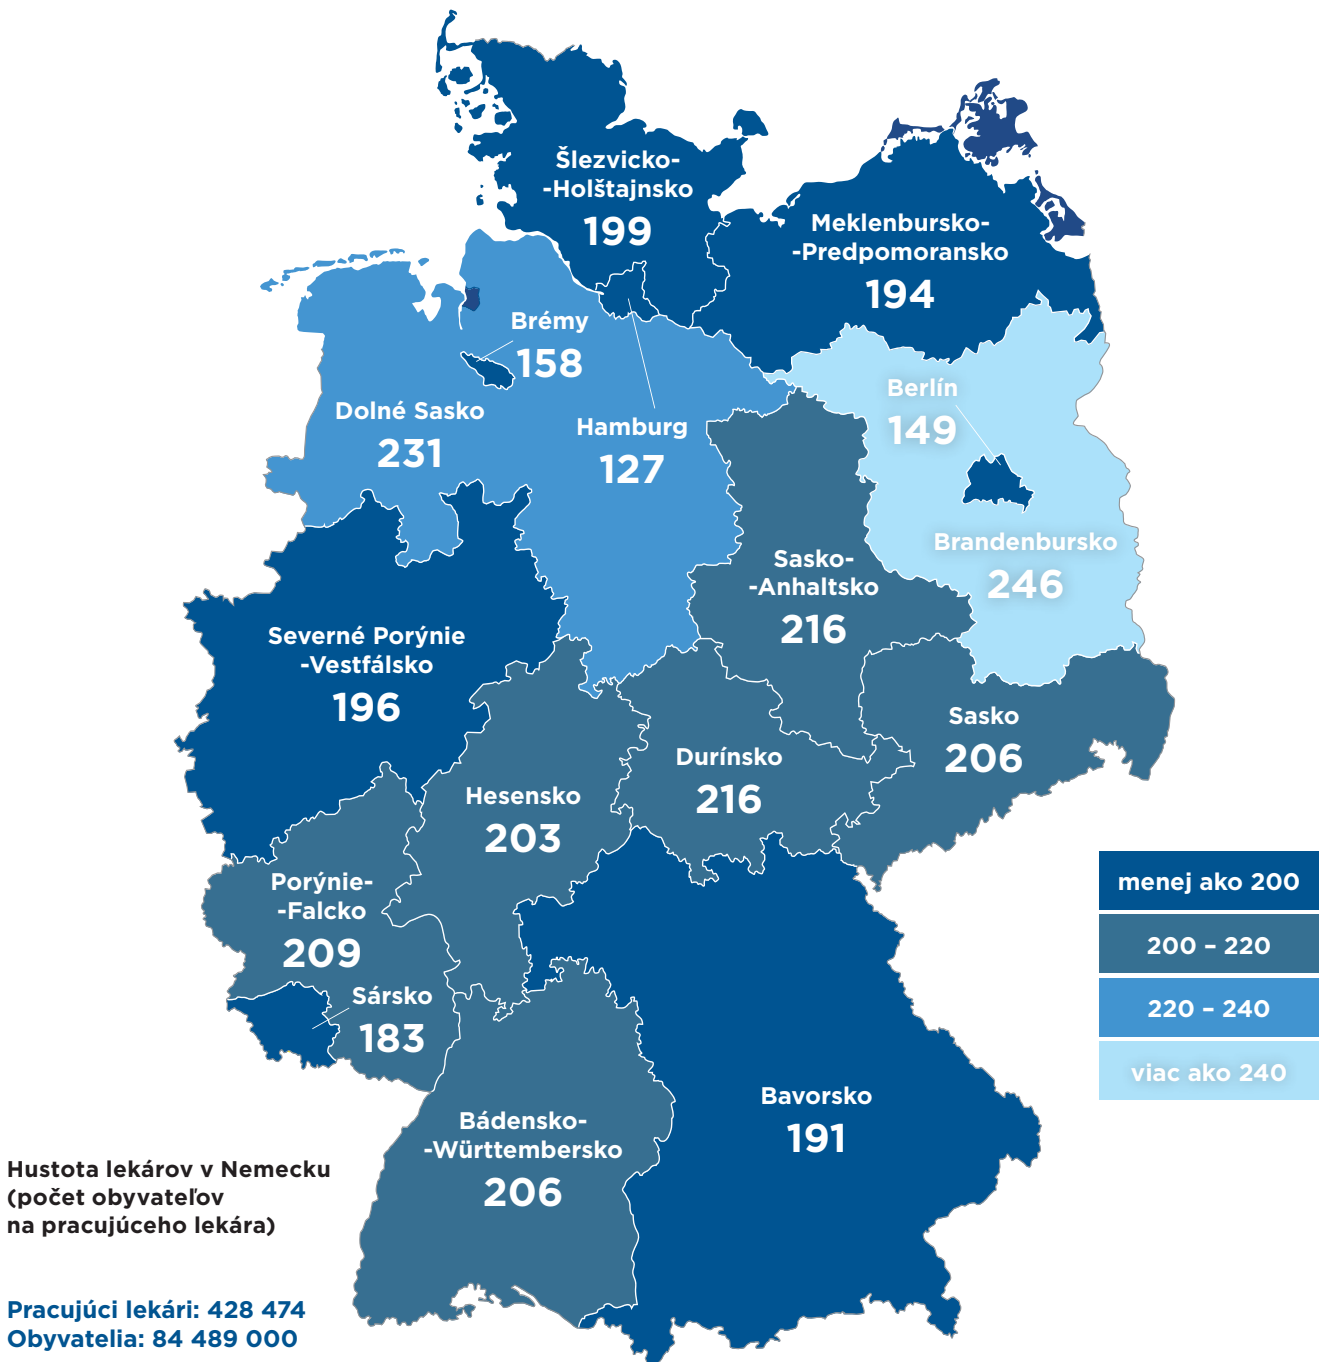 Šlezvicko-
-Holštajnsko
199
Meklenbursko-
-Predpomoransko
194
Brémy
158
Berlín
149
Dolné Sasko
231
Hamburg
127
Brandenbursko
246
Sasko-
-Anhaltsko
216
Severné Porýnie
-Vestfálsko
196
Sasko
206
Durínsko
216
Hesensko
203
Porýnie-
-Falcko
209
Sársko
183
Bavorsko
191
Bádensko-
-Württembersko
206
menej ako 200
200 – 220
220 – 240
viac ako 240
Hustota lekárov v Nemecku
(počet obyvateľov
na pracujúceho lekára)
Pracujúci lekári: 428 474
Obyvatelia: 84 489 000